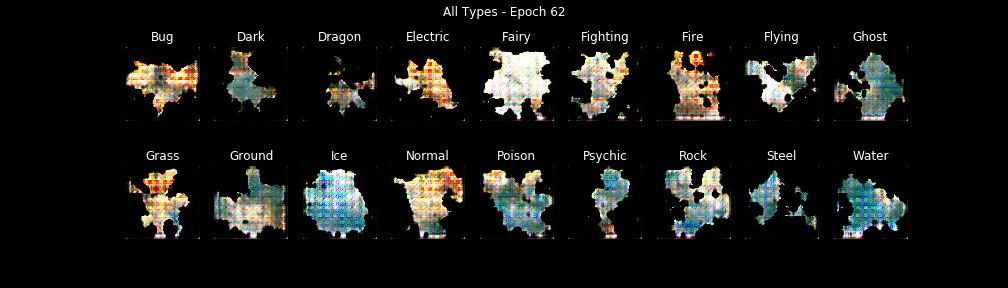 All Types - Epoch 62
Bug Dark Dragon Electric Fairy Fighting Fire Flying Ghost
Grass Ground Ice Normal Poison Psychic Rock Steel Water